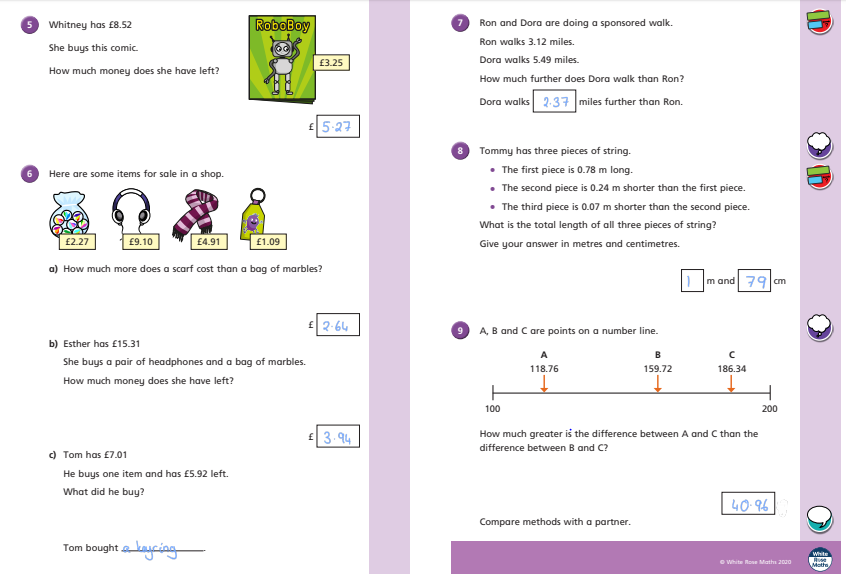 5 Whitney has £8.52
She buys this comic.
How much money does she have left?
RoboBoy
£3.25
£ 5.27
6 Here are some items for sale in a shop.
£2.27 £9.10 £4.91 £1.09
a) How much more does a scarf cost than a bag of marbles?
£ 2.64
b) Esther has £15.31
She buys a pair of headphones and a bag of marbles.
How much money does she have left?
£ 3.94
c) Tom has £7.01
He buys one item and has £5.92 left.
What did he buy?
Tom bought a keyring.
7 Ron and Dora are doing a sponsored walk.
Ron walks 3.12 miles.
Dora walks 5.49 miles.
How much further does Dora walk than Ron?
Dora walks 2.37 miles further than Ron.
8 Tommy has three pieces of string.
• The first piece is 0.78 m long.
• The second piece is 0.24 m shorter than the first piece.
• The third piece is 0.07 m shorter than the second piece.
What is the total length of all three pieces of string?
Give your answer in metres and centimetres.
1 m and 79 cm
9 A, B and C are points on a number line.
A B C
118.76 159.72 186.34
100 200
How much greater is the difference between A and C than the
difference between B and C?
40.96
Compare methods with a partner.
© White Rose Maths 2020
White
Rose
Maths